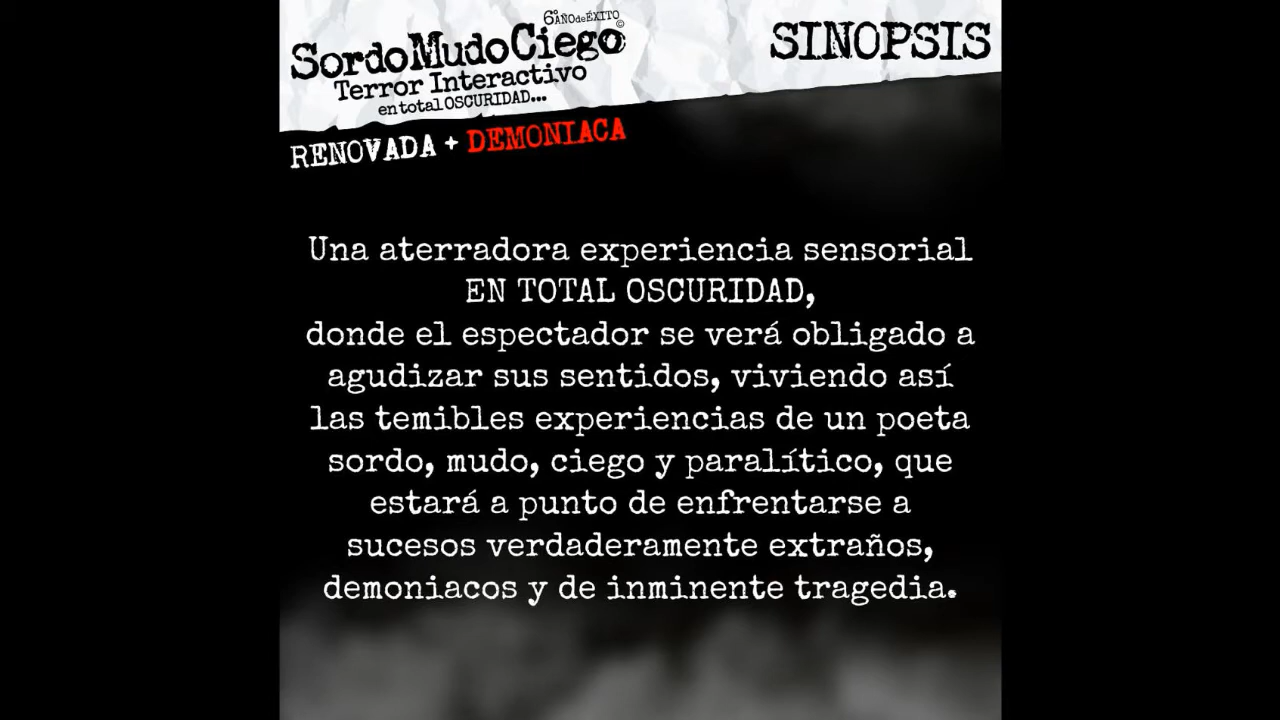 6º AÑO de ÉXITO
©
SordoMudoCiego
Terror Interactivo
en total OSCURIDAD...
SINOPSIS
RENOVADA + DEMONIACA
Una aterradora experiencia sensorial
EN TOTAL OSCURIDAD,
donde el espectador se verá obligado a
agudizar sus sentidos, viviendo así
las temibles experiencias de un poeta
sordo, mudo, ciego y paralítico, que
estará a punto de enfrentarse a
sucesos verdaderamente extraños,
demoniacos y de inminente tragedia.